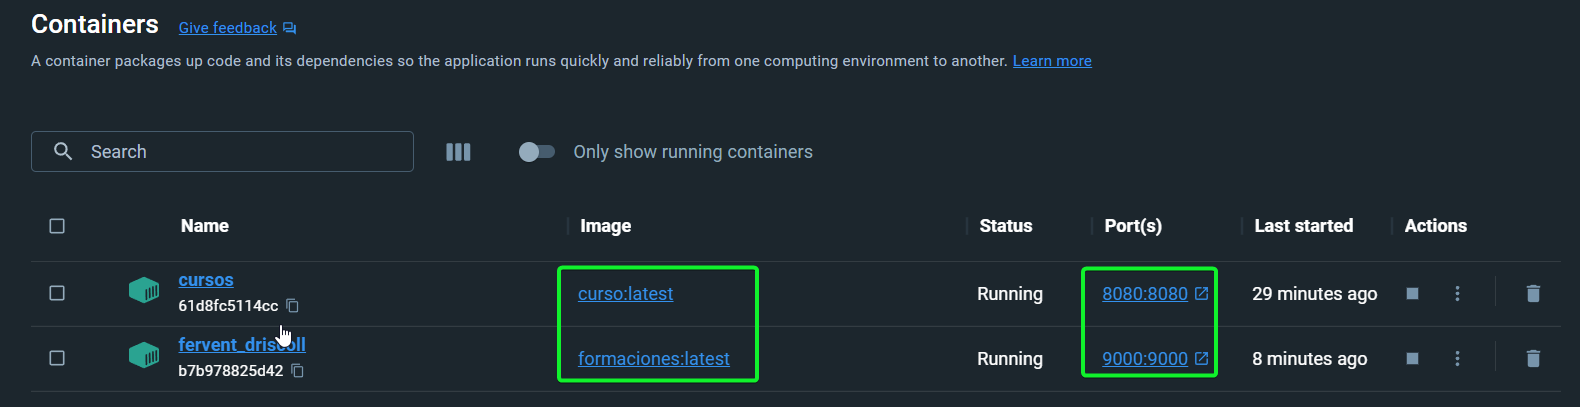 Containers Give feedback
A container packages up code and its dependencies so the application runs quickly and reliably from one computing environment to another. Learn more
Search Only show running containers
Name Image Status Port(s) Last started Actions
cursos
61d8fc5114cc
curso:latest Running 8080:8080 29 minutes ago
fervent_driscoll
b7b978825d42
formaciones:latest Running 9000:9000 8 minutes ago